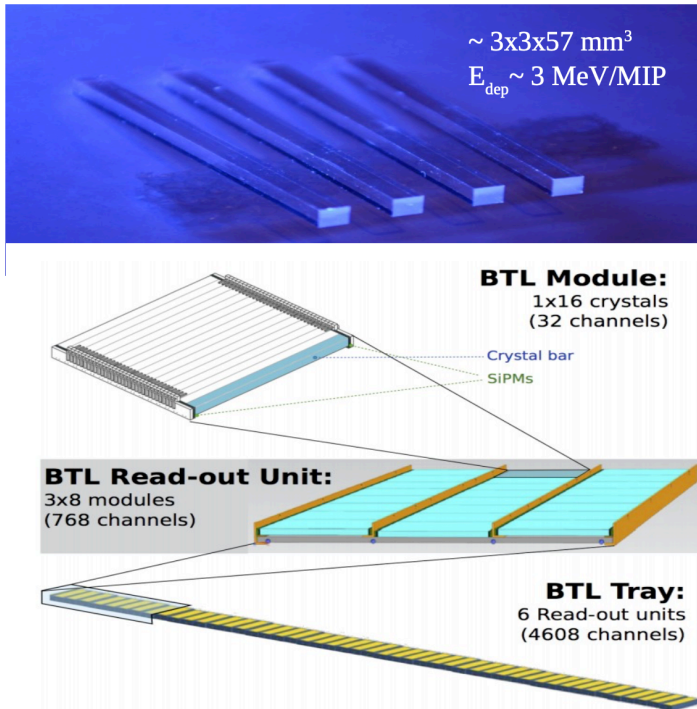 ~ 3x3x57 mm³
E_dep ~ 3 MeV/MIP
BTL Module:
1x16 crystals
(32 channels)
Crystal bar
SiPMs
BTL Read-out Unit:
3x8 modules
(768 channels)
BTL Tray:
6 Read-out units
(4608 channels)